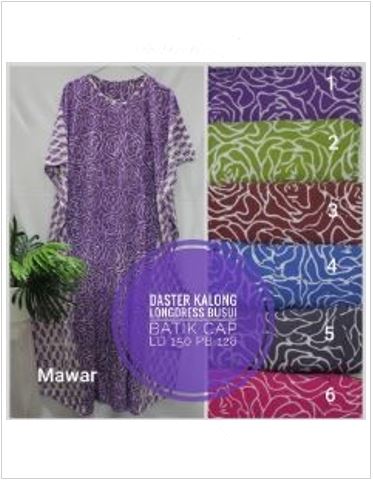 DASTER KALONG
LONGDRESS BUSUI
BATIK CAP
LD 150 PB 120
Mawar
1
2
3
4
5
6